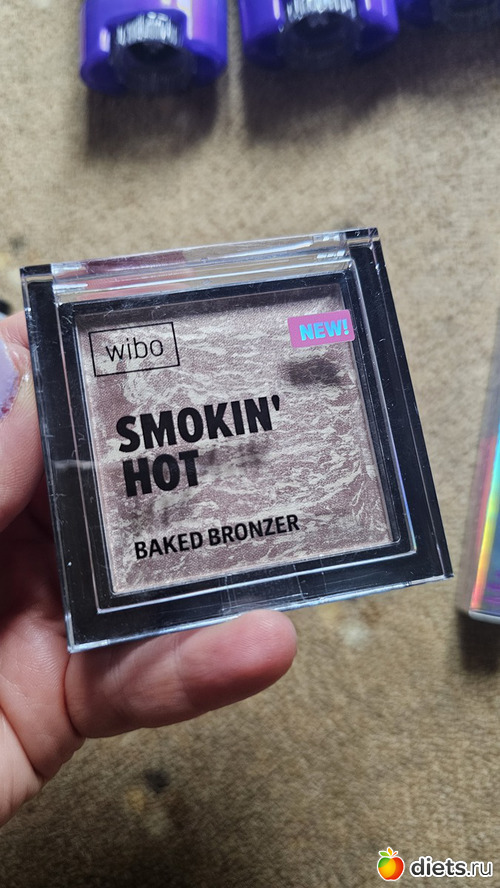 wibo
NEW!
SMOKIN'
HOT
BAKED BRONZER
diets.ru